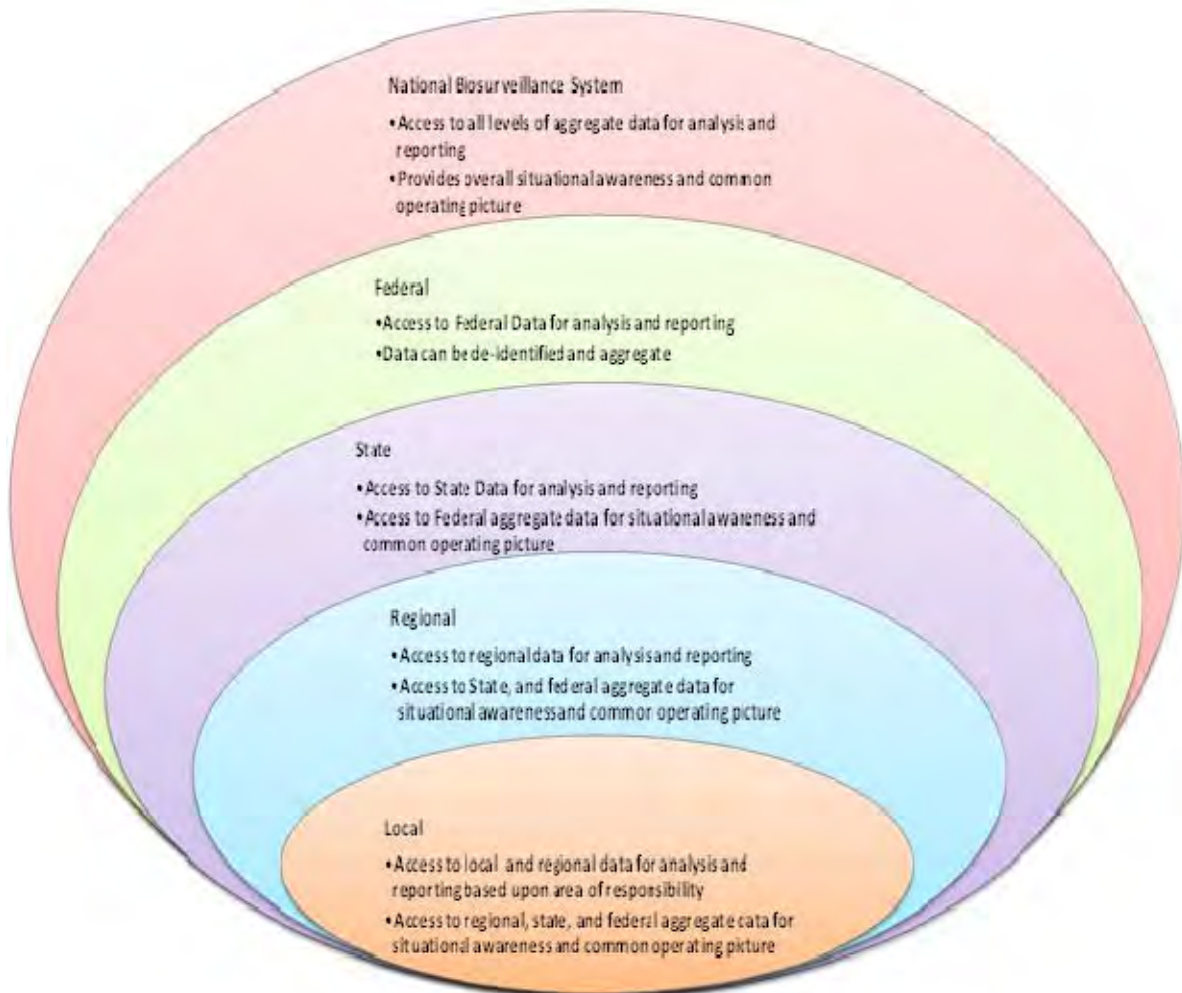 National Biosurveillance System
•Access to all levels of aggregate data for analysis and
reporting
•Provides overall situational awareness and common
operating picture
Federal
•Access to Federal Data for analysis and reporting
•Data can be de-identified and aggregate
State
•Access to State Data for analysis and reporting
•Access to Federal aggregate data for situational awareness and
common operating picture
Regional
•Access to regional data for analysis and reporting
•Access to State, and federal aggregate data for
situational awareness and common operating picture
Local
•Access to local and regional data for analysis and
reporting based upon area of responsibility
•Access to regional, state, and federal aggregate data for
situational awareness and common operating picture